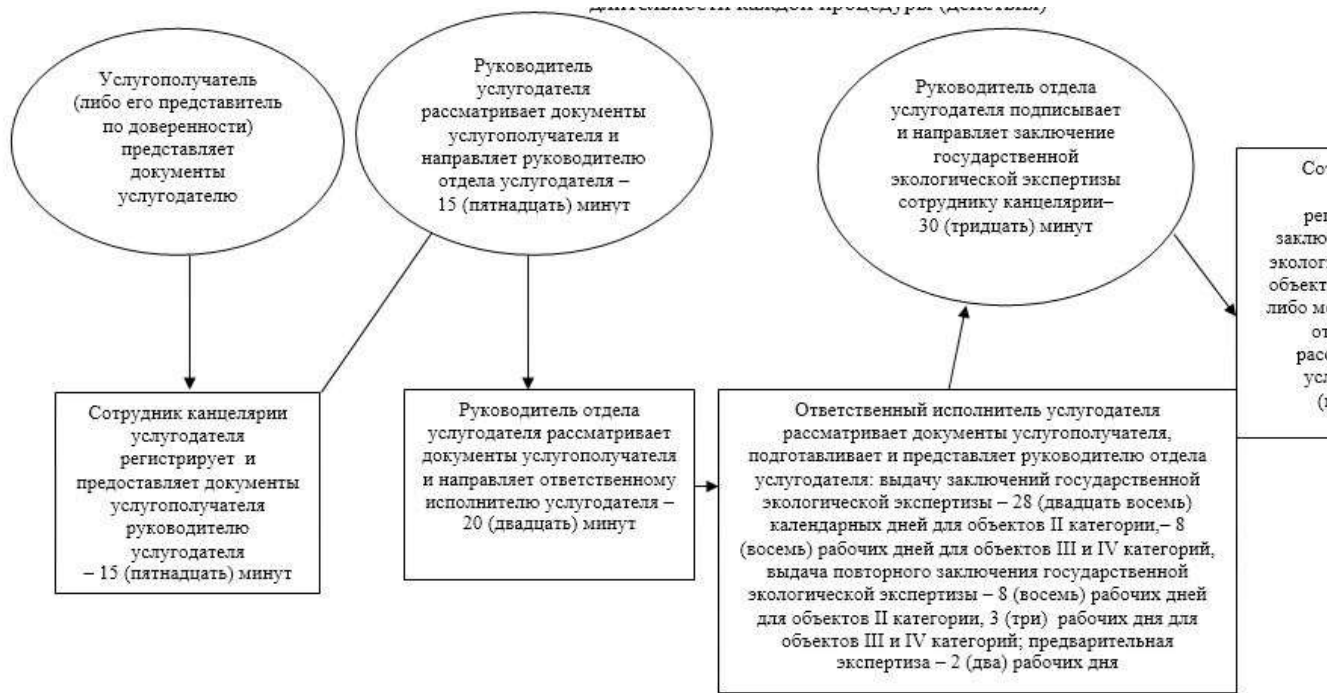 длительности каждой процедуры (действия)
Услугополучатель
(либо его представитель
по доверенности)
представляет
документы
услугодателю
Руководитель
услугодателя
рассматривает документы
услугополучателя и
направляет руководителю
отдела услугодателя –
15 (пятнадцать) минут
Руководитель отдела
услугодателя подписывает
и направляет заключение
государственной
экологической экспертизы
сотруднику канцелярии–
30 (тридцать) минут
Сотрудник канцелярии
услугодателя
регистрирует и
предоставляет документы
услугополучателя
руководителю
услугодателя
– 15 (пятнадцать) минут
Руководитель отдела
услугодателя рассматривает
документы услугополучателя
и направляет ответственному
исполнителю услугодателя –
20 (двадцать) минут
Ответственный исполнитель услугодателя
рассматривает документы услугополучателя,
подготавливает и представляет руководителю отдела
услугодателя: выдачу заключений государственной
экологической экспертизы – 28 (двадцать восемь)
календарных дней для объектов II категории,– 8
(восемь) рабочих дней для объектов III и IV категорий,
выдача повторного заключения государственной
экологической экспертизы – 8 (восемь) рабочих дней
для объектов II категории, 3 (три) рабочих дня для
объектов III и IV категорий; предварительная
экспертиза – 2 (два) рабочих дня
либо